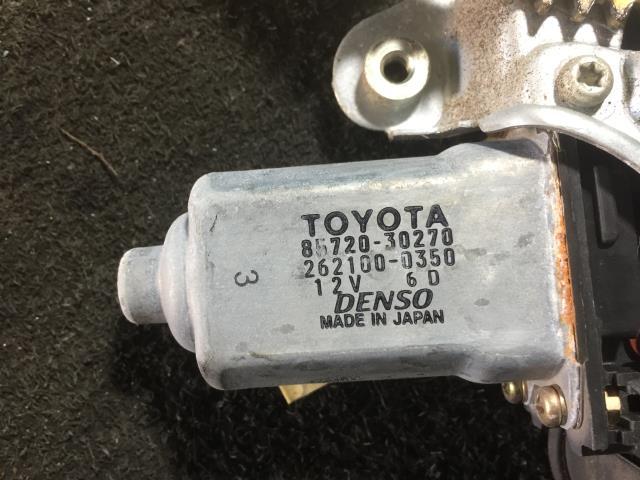 TOYOTA
85720-30270
262100-0350
12V 6D
DENSO
MADE IN JAPAN
3